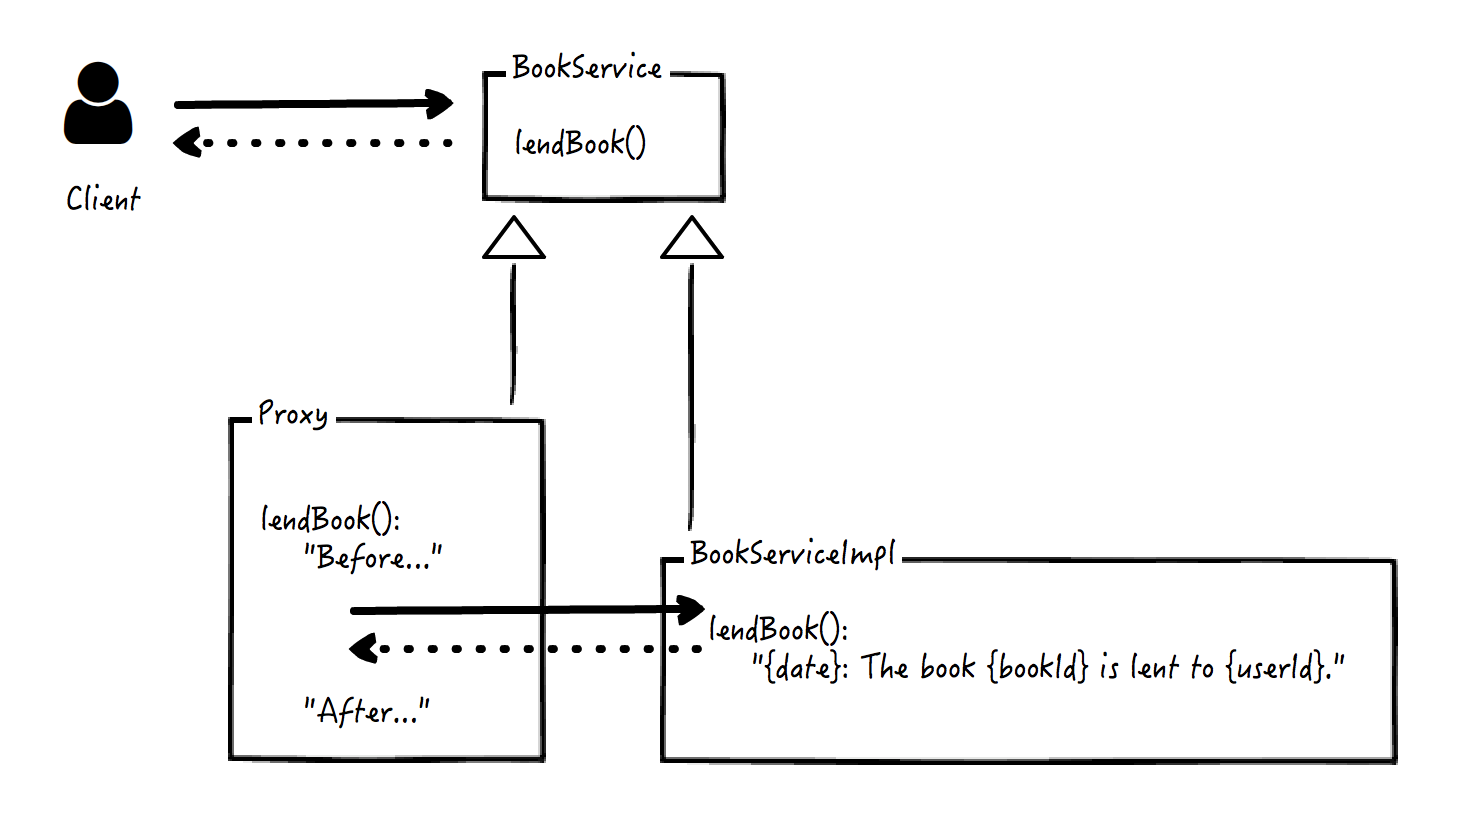 BookService
lendBook()
Client
Proxy
lendBook():
"Before..."
"After..."
BookServiceImpl
lendBook():
"{date}: The book {bookId} is lent to {userId}."